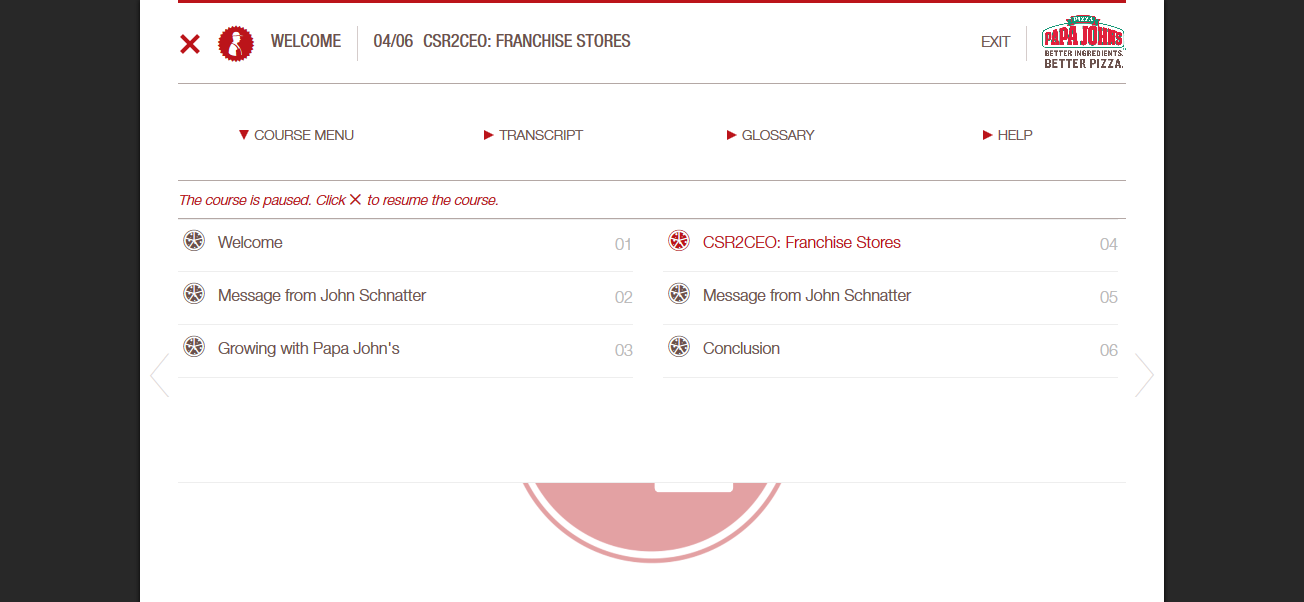 WELCOME
04/06 CSR2CEO: FRANCHISE STORES
EXIT
PIZZA
PAPA JOHNS
BETTER INGREDIENTS.
BETTER PIZZA.
COURSE MENU
TRANSCRIPT
GLOSSARY
HELP
The course is paused. Click ✕ to resume the course.
Welcome 01
Message from John Schnatter 02
Growing with Papa John's 03
CSR2CEO: Franchise Stores 04
Message from John Schnatter 05
Conclusion 06